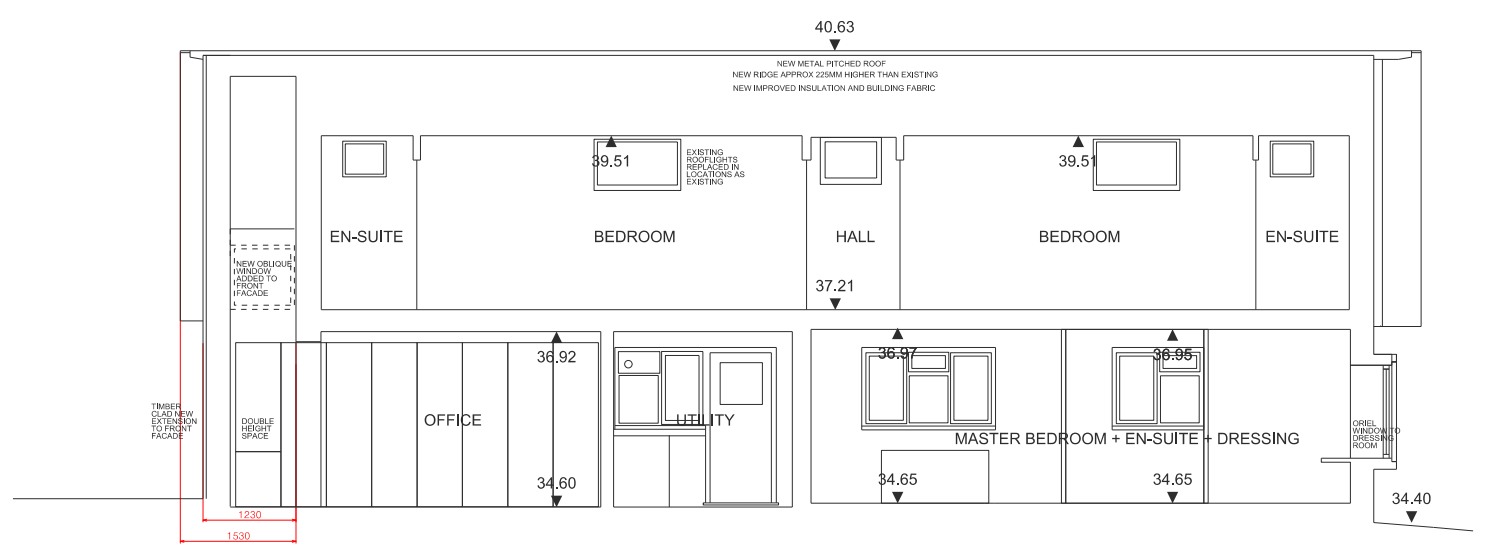 40.63
NEW METAL PITCHED ROOF
NEW RIDGE APPROX 225MM HIGHER THAN EXISTING
NEW IMPROVED INSULATION AND BUILDING FABRIC
39.51
EXISTING
ROOFLIGHTS
REPLACED IN
LOCATIONS AS
EXISTING
39.51
EN-SUITE
BEDROOM
HALL
BEDROOM
EN-SUITE
NEW OBLIQUE
WINDOW
ADDED TO
FRONT
FACADE
37.21
36.92
36.97
36.95
TIMBER
CLAD NEW
EXTENSION
TO FRONT
FACADE
DOUBLE
HEIGHT
SPACE
OFFICE
UTILITY
MASTER BEDROOM + EN-SUITE + DRESSING
ORIEL
WINDOW TO
DRESSING
ROOM
34.60
34.65
34.65
34.40
1230
1530